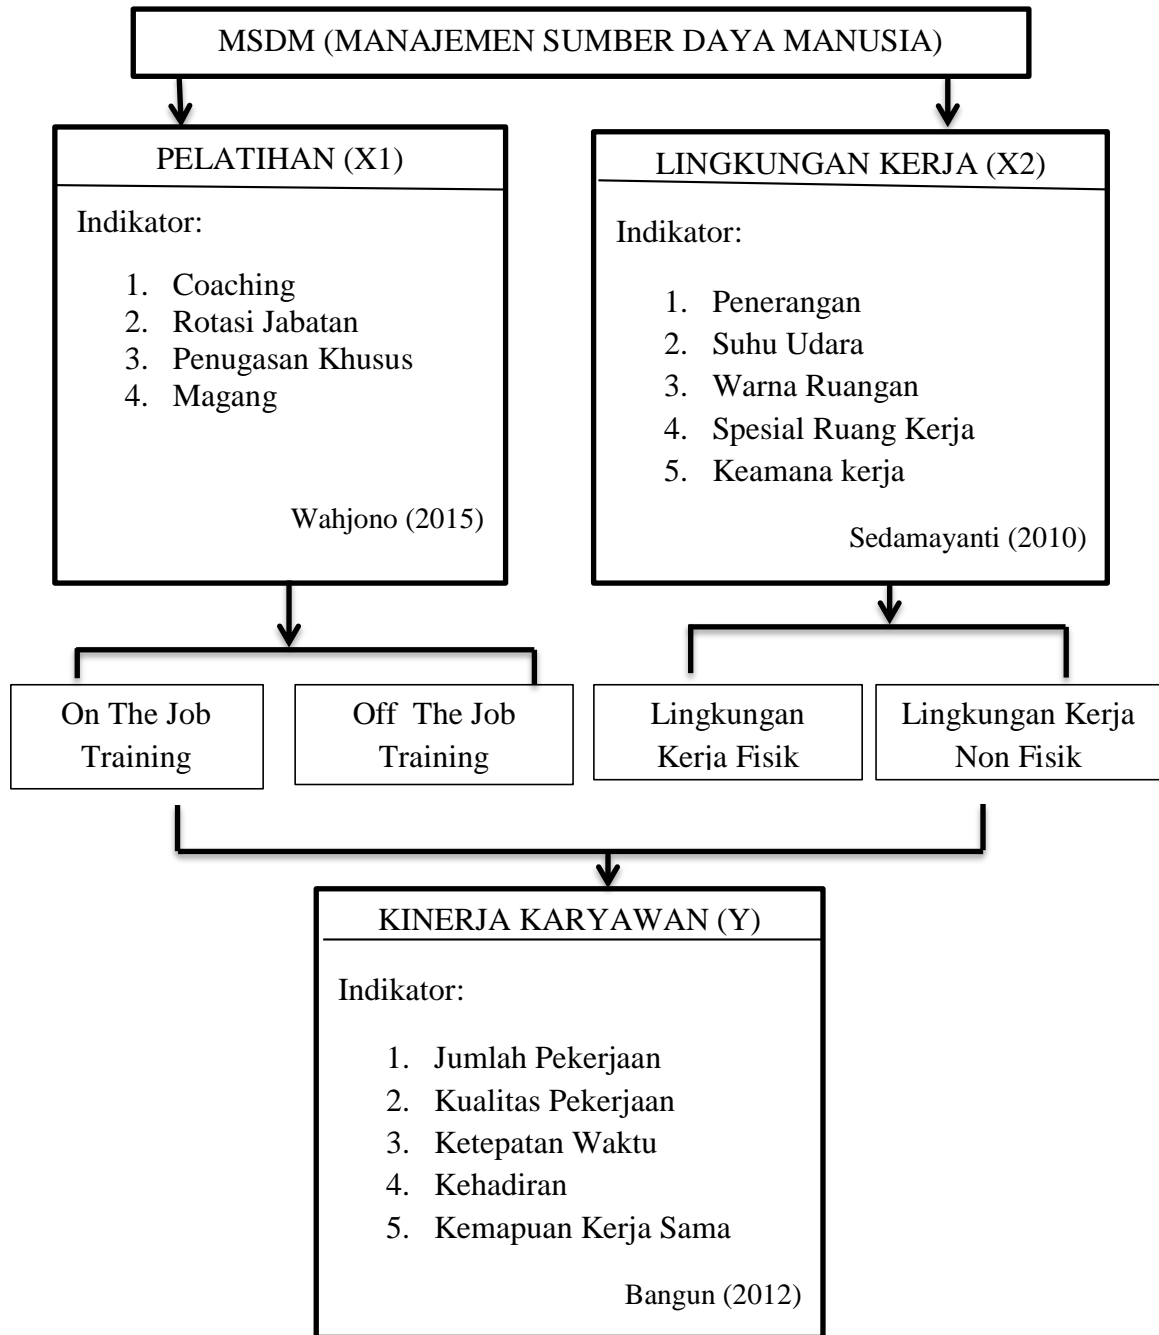 MSDM (MANAJEMEN SUMBER DAYA MANUSIA)
PELATIHAN (X1)
Indikator:
1. Coaching
2. Rotasi Jabatan
3. Penugasan Khusus
4. Magang
Wahjono (2015)
LINGKUNGAN KERJA (X2)
Indikator:
1. Penerangan
2. Suhu Udara
3. Warna Ruangan
4. Spesial Ruang Kerja
5. Keamana kerja
Sedamayanti (2010)
On The Job
Training
Off The Job
Training
Lingkungan
Kerja Fisik
Lingkungan Kerja
Non Fisik
KINERJA KARYAWAN (Y)
Indikator:
1. Jumlah Pekerjaan
2. Kualitas Pekerjaan
3. Ketepatan Waktu
4. Kehadiran
5. Kemapuan Kerja Sama
Bangun (2012)